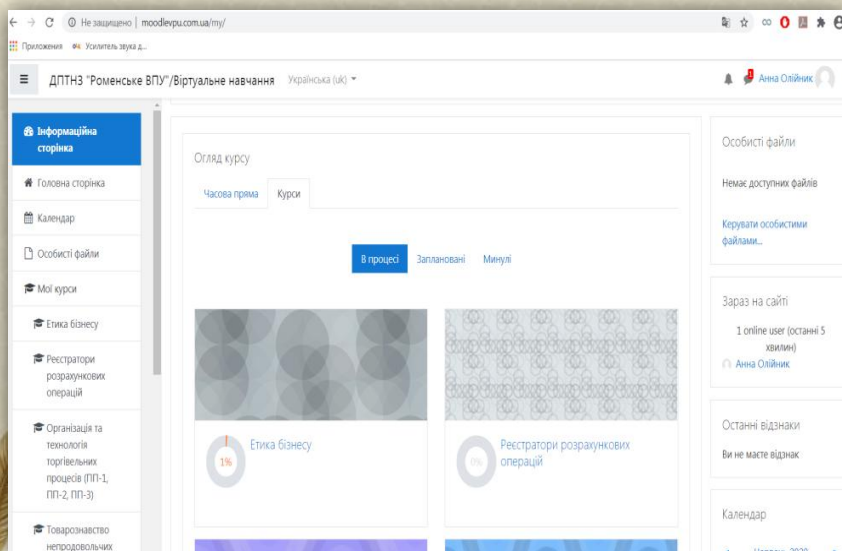 Не защищено | moodlevpu.com.ua/my/
Приложения Усилитель звука д...
ДПТНЗ "Роменське ВПУ"/Віртуальне навчання Українська (uk)
1 Анна Олійник
Інформаційна
сторінка
Головна сторінка
Календар
Особисті файли
Мої курси
Етика бізнесу
Реєстратори
розрахункових
операцій
Організація та
технологія
торгівельних
процесів (ПП-1,
ПП-2, ПП-3)
Товарознавство
непродовольчих
Огляд курсу
Часова пряма Курси
В процесі Заплановані Минулі
1% Етика бізнесу
0% Реєстратори розрахункових
операцій
Особисті файли
Немає доступних файлів
Керувати особистими
файлами...
Зараз на сайті
1 online user (останні 5
хвилин)
Анна Олійник
Останні відзнаки
Ви не маєте відзнак
Календар